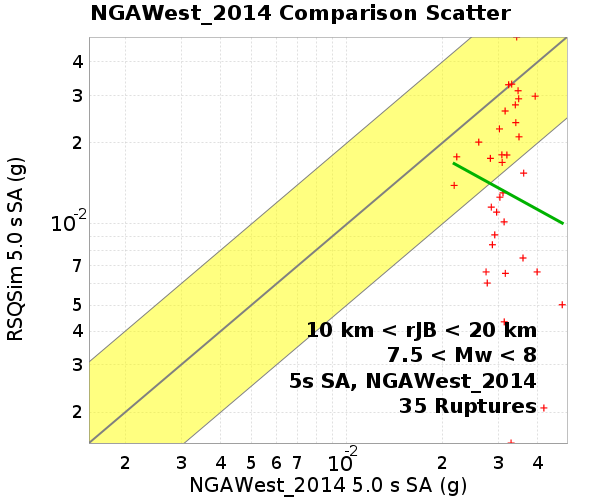 NGAWest_2014 Comparison Scatter
RSQSim 5.0 s SA (g)
4
3
2
10-2
7
5
4
3
2
10 km < rJB < 20 km
7.5 < Mw < 8
5s SA, NGAWest_2014
35 Ruptures
2 3 4 5 6 7 10-2 2 3 4
NGAWest_2014 5.0 s SA (g)